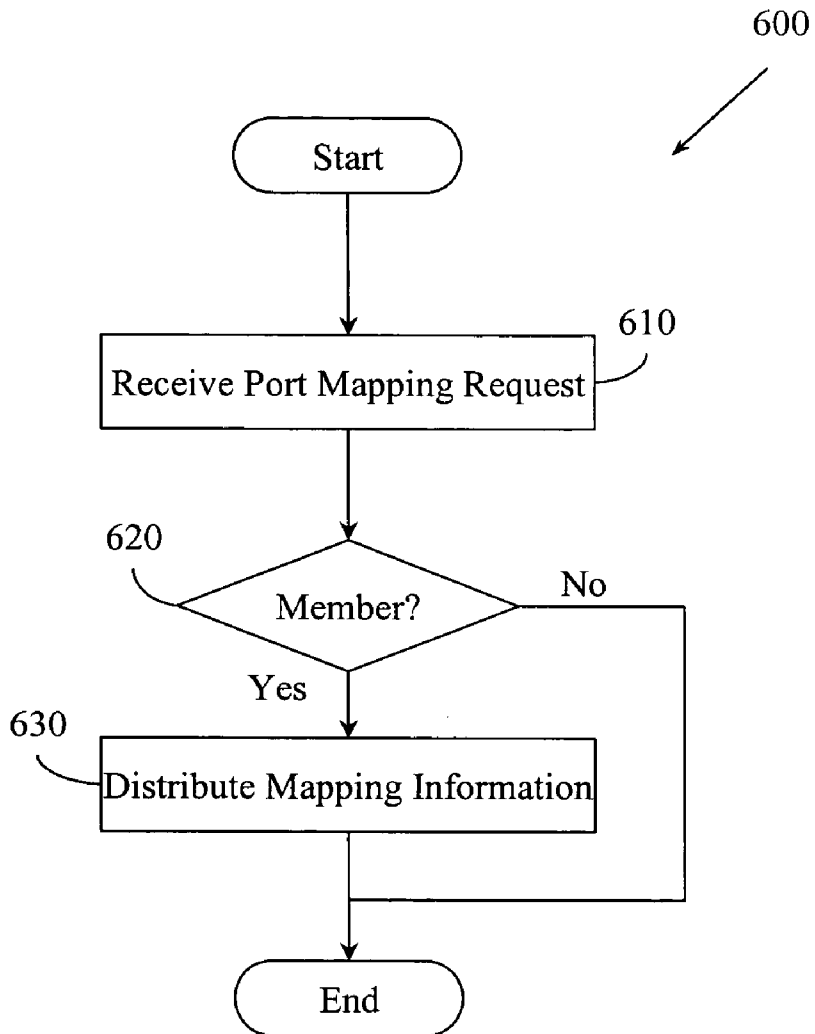 600
Start
610
Receive Port Mapping Request
620
Member?
No
Yes
630
Distribute Mapping Information
End